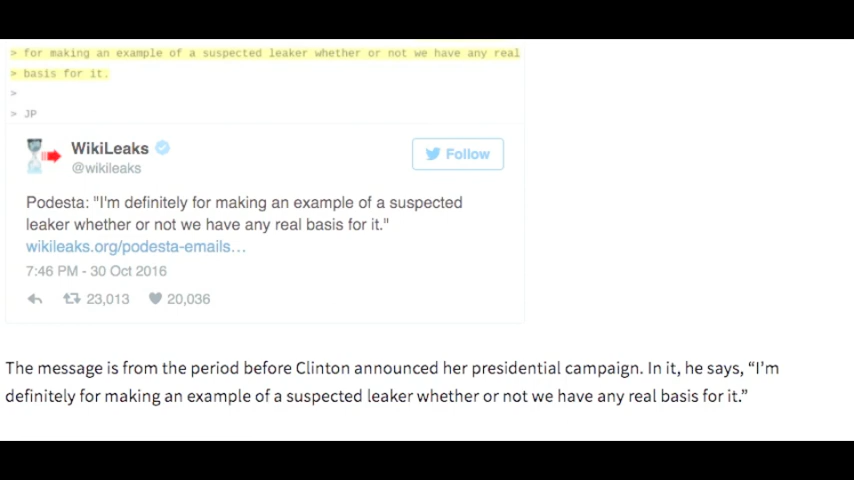 > for making an example of a suspected leaker whether or not we have any real
> basis for it.
>
> JP
WikiLeaks
@wikileaks
Follow
Podesta: "I'm definitely for making an example of a suspected
leaker whether or not we have any real basis for it."
wikileaks.org/podesta-emails…
7:46 PM - 30 Oct 2016
23,013 20,036
The message is from the period before Clinton announced her presidential campaign. In it, he says, “I’m
definitely for making an example of a suspected leaker whether or not we have any real basis for it.”